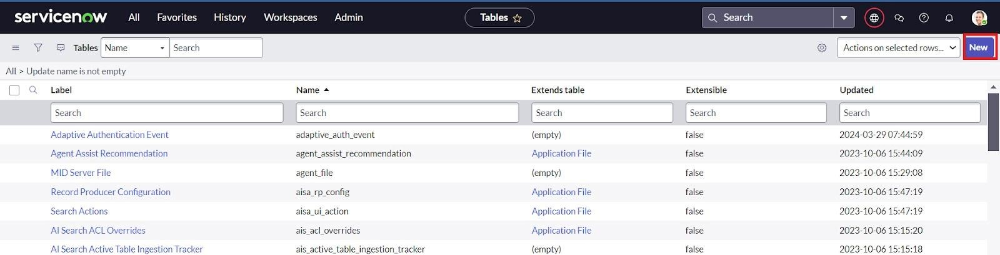 servicenow All Favorites History Workspaces Admin Tables Search
Tables Name Search Actions on selected rows... New
All > Update name is not empty
Label Name Extends table Extensible Updated
Search Search Search Search Search
Adaptive Authentication Event adaptive_auth_event (empty) false 2024-03-29 07:44:59
Agent Assist Recommendation agent_assist_recommendation Application File false 2023-10-06 15:44:09
MID Server File agent_file (empty) false 2023-10-06 15:29:08
Record Producer Configuration aisa_rp_config Application File false 2023-10-06 15:47:19
Search Actions aisa_ui_action Application File false 2023-10-06 15:47:19
AI Search ACL Overrides ais_acl_overrides Application File false 2023-10-06 15:15:20
AI Search Active Table Ingestion Tracker ais_active_table_ingestion_tracker (empty) false 2023-10-06 15:15:18